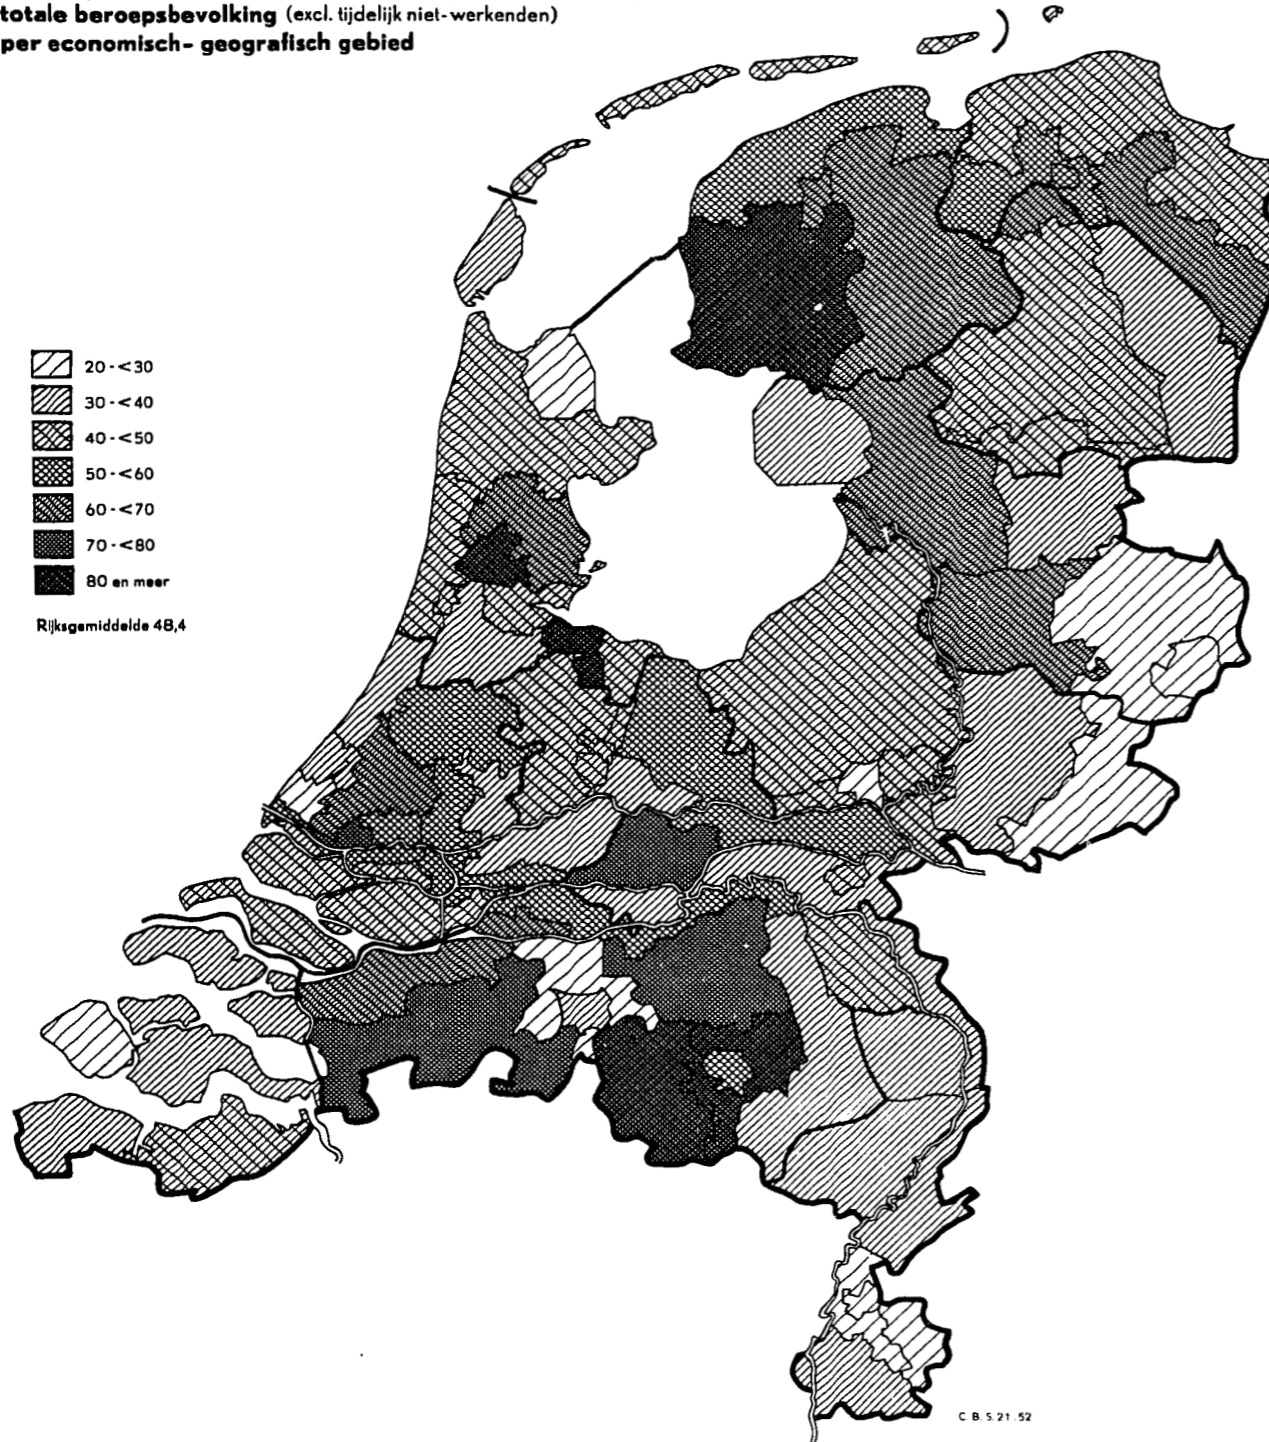 totale beroepsbevolking (excl. tijdelijk niet-werkenden)
per economisch- geografisch gebied
20-<30
30-<40
40-<50
50-<60
60-<70
70-<80
80 en meer
Rijksgemiddelde 48,4
C.B.S. 21.52